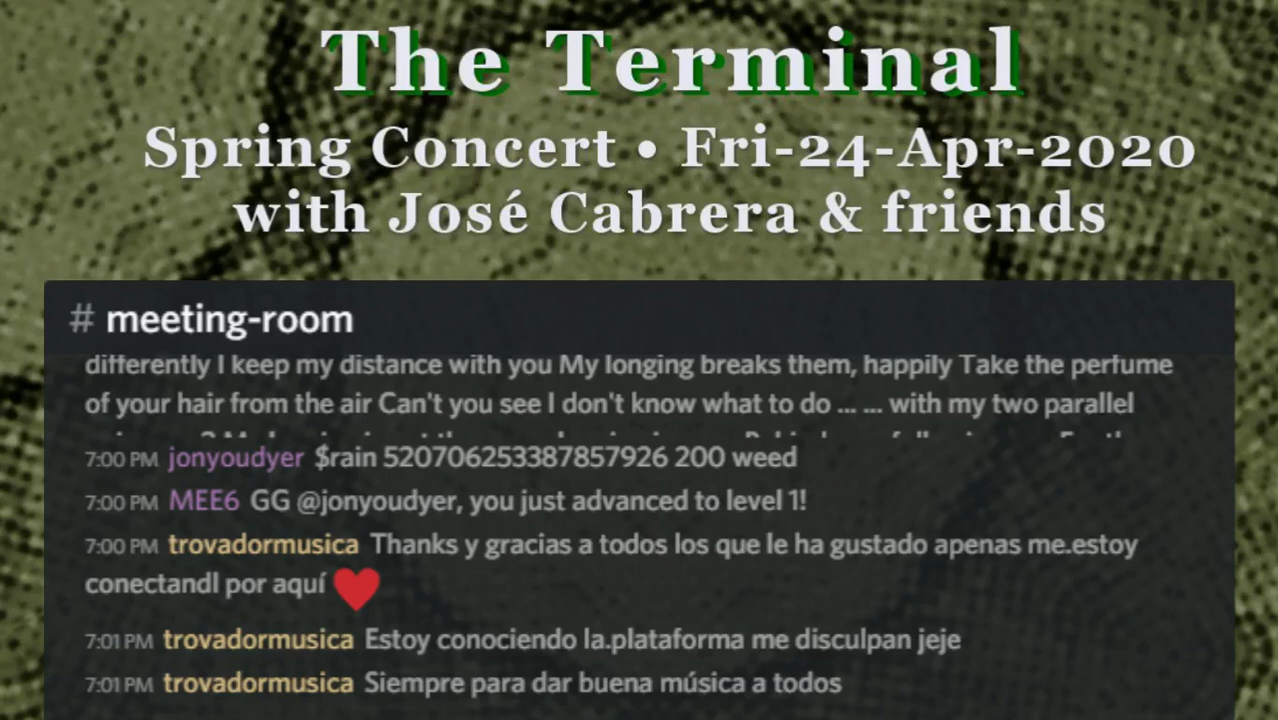 The Terminal
Spring Concert • Fri-24-Apr-2020
with José Cabrera & friends
# meeting-room
differently I keep my distance with you My longing breaks them, happily Take the perfume
of your hair from the air Can't you see I don't know what to do ... ... with my two parallel
7:00 PM jonyoudyer $rain 520706253387857926 200 weed
7:00 PM MEE6 GG @jonyoudyer, you just advanced to level 1!
7:00 PM trovadormusica Thanks y gracias a todos los que le ha gustado apenas me.estoy
conectandl por aquí ❤
7:01 PM trovadormusica Estoy conociendo la.plataforma me disculpan jeje
7:01 PM trovadormusica Siempre para dar buena música a todos